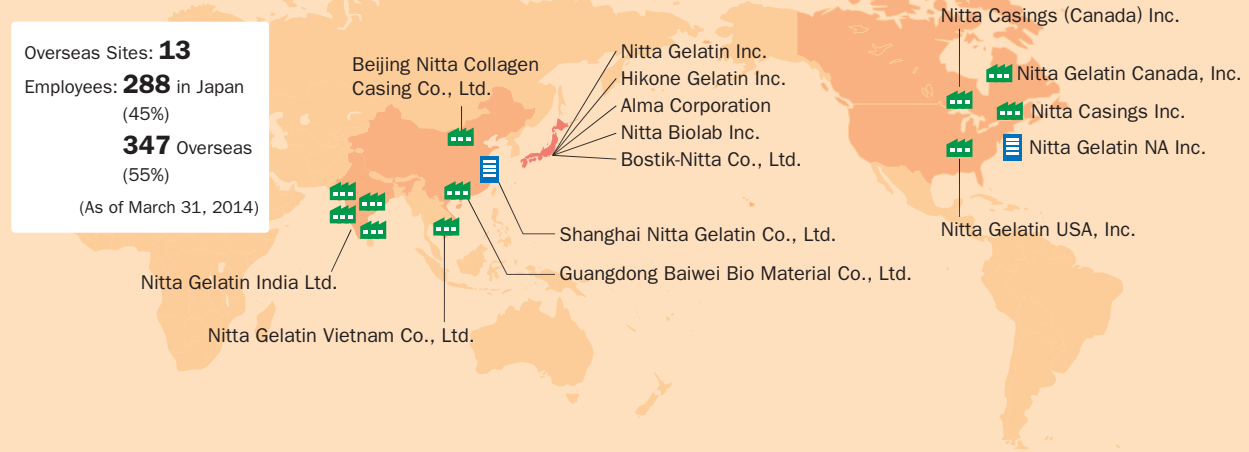 Overseas Sites: 13
Employees: 288 in Japan
(45%)
347 Overseas
(55%)
(As of March 31, 2014)
Beijing Nitta Collagen
Casing Co., Ltd.
Nitta Gelatin Inc.
Hikone Gelatin Inc.
Alma Corporation
Nitta Biolab Inc.
Bostik-Nitta Co., Ltd.
Shanghai Nitta Gelatin Co., Ltd.
Guangdong Baiwei Bio Material Co., Ltd.
Nitta Gelatin India Ltd.
Nitta Gelatin Vietnam Co., Ltd.
Nitta Casings (Canada) Inc.
Nitta Gelatin Canada, Inc.
Nitta Casings Inc.
Nitta Gelatin NA Inc.
Nitta Gelatin USA, Inc.